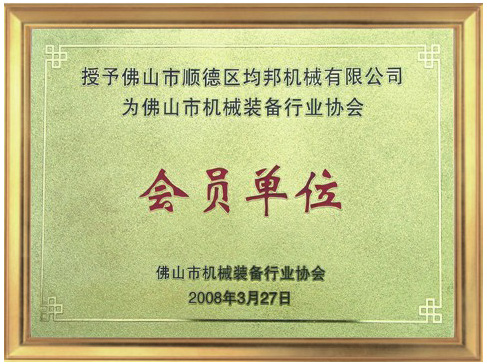 授予佛山市顺德区均邦机械有限公司
为佛山市机械装备行业协会
会员单位
佛山市机械装备行业协会
2008年3月27日